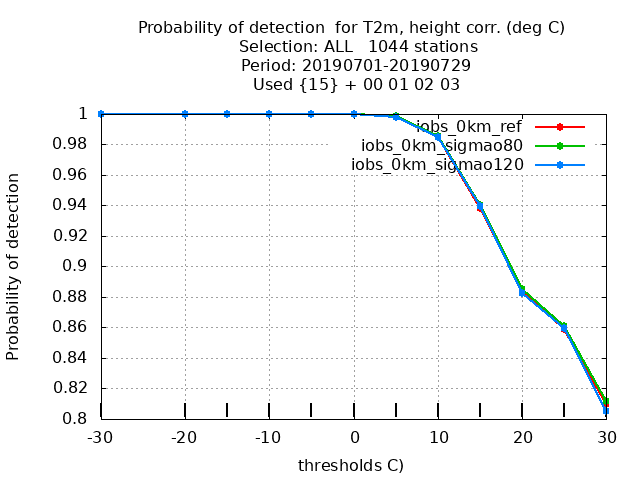 Probability of detection  for T2m, height corr. (deg C)
Selection: ALL   1044 stations
Period: 20190701-20190729
Used {15} + 00 01 02 03
Probability of detection
1
0.98
0.96
0.94
0.92
0.9
0.88
0.86
0.84
0.82
0.8
iobs_0km_ref
iobs_0km_sigmao80
iobs_0km_sigmao120
-30 -20 -10 0 10 20 30
thresholds C)